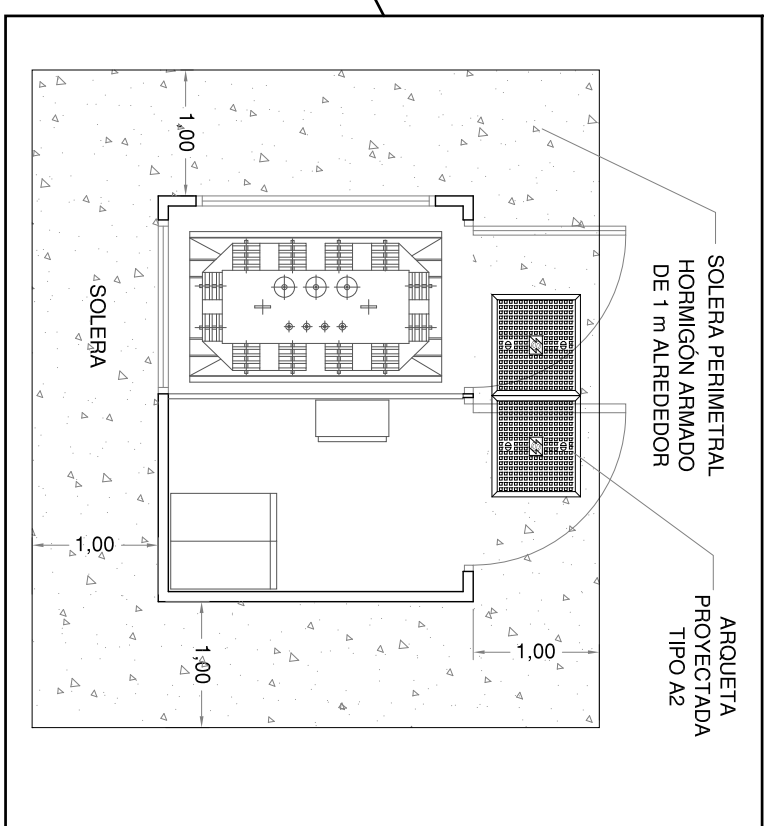 SOLERA PERIMETRAL
HORMIGÓN ARMADO
DE 1 m ALREDEDOR
1,00
SOLERA
1,00
1,00
1,00
ARQUETA
PROYECTADA
TIPO A2